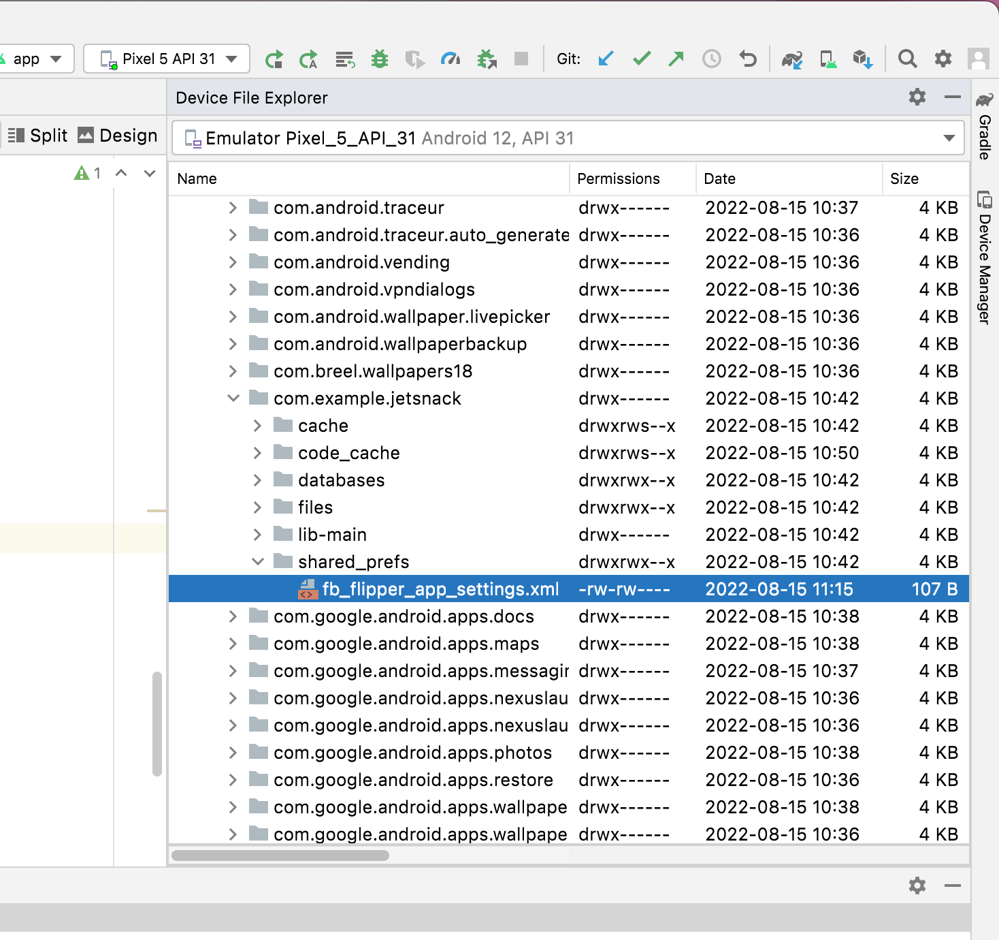 app Pixel 5 API 31 Git:
Device File Explorer
Split Design
Emulator Pixel_5_API_31 Android 12, API 31
1
Name Permissions Date Size
com.android.traceur drwx------ 2022-08-15 10:37 4 KB
com.android.traceur.auto_generate drwx------ 2022-08-15 10:36 4 KB
com.android.vending drwx------ 2022-08-15 10:36 4 KB
com.android.vpndialogs drwx------ 2022-08-15 10:36 4 KB
com.android.wallpaper.livepicker drwx------ 2022-08-15 10:36 4 KB
com.android.wallpaperbackup drwx------ 2022-08-15 10:36 4 KB
com.breel.wallpapers18 drwx------ 2022-08-15 10:36 4 KB
com.example.jetsnack drwx------ 2022-08-15 10:42 4 KB
cache drwxrws--x 2022-08-15 10:42 4 KB
code_cache drwxrws--x 2022-08-15 10:50 4 KB
databases drwxrwx--x 2022-08-15 10:42 4 KB
files drwxrwx--x 2022-08-15 10:42 4 KB
lib-main drwx------ 2022-08-15 10:42 4 KB
shared_prefs drwxrwx--x 2022-08-15 10:42 4 KB
fb_flipper_app_settings.xml -rw-rw---- 2022-08-15 11:15 107 B
com.google.android.apps.docs drwx------ 2022-08-15 10:38 4 KB
com.google.android.apps.maps drwx------ 2022-08-15 10:38 4 KB
com.google.android.apps.messagin drwx------ 2022-08-15 10:37 4 KB
com.google.android.apps.nexuslau drwx------ 2022-08-15 10:36 4 KB
com.google.android.apps.nexuslau drwx------ 2022-08-15 10:36 4 KB
com.google.android.apps.photos drwx------ 2022-08-15 10:38 4 KB
com.google.android.apps.restore drwx------ 2022-08-15 10:36 4 KB
com.google.android.apps.wallpape drwx------ 2022-08-15 10:38 4 KB
com.google.android.apps.wallpape drwx------ 2022-08-15 10:36 4 KB
Gradle
Device Manager